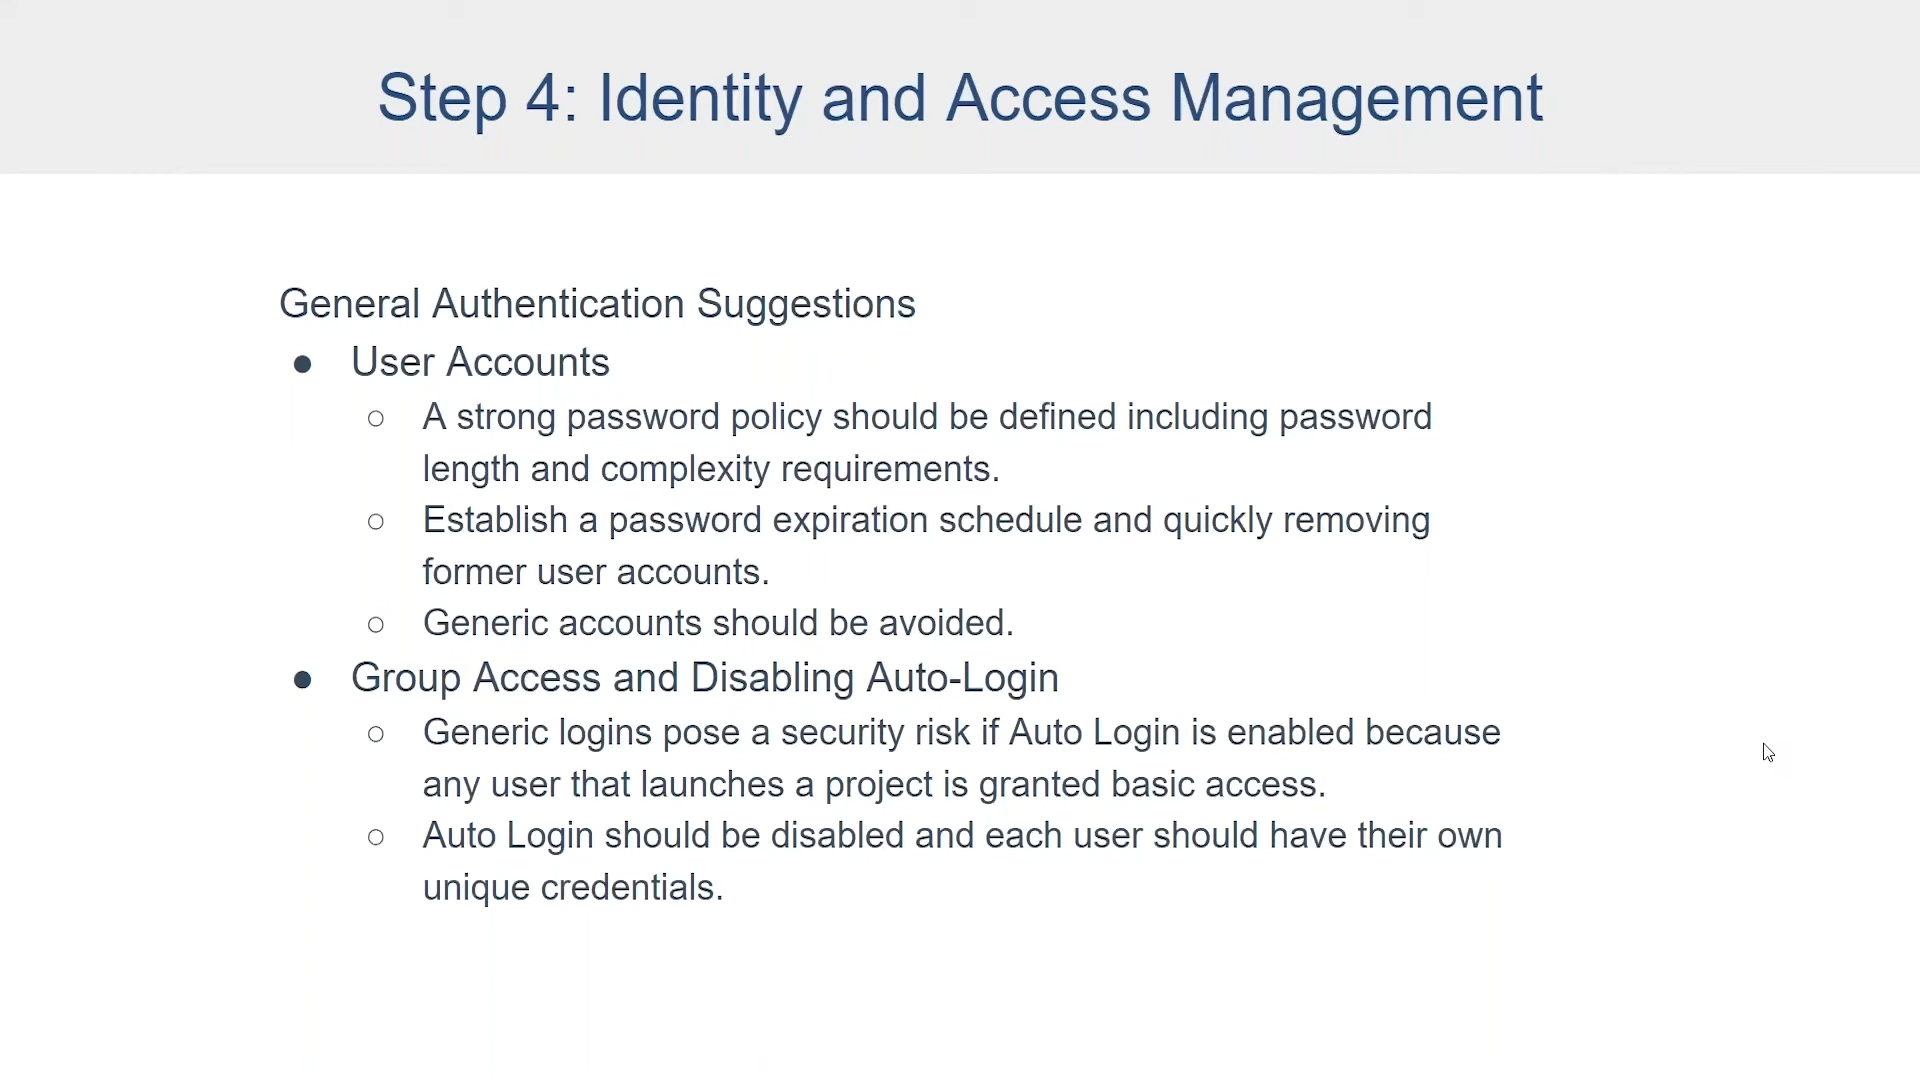 Step 4: Identity and Access Management
General Authentication Suggestions
● User Accounts
○ A strong password policy should be defined including password
length and complexity requirements.
○ Establish a password expiration schedule and quickly removing
former user accounts.
○ Generic accounts should be avoided.
● Group Access and Disabling Auto-Login
○ Generic logins pose a security risk if Auto Login is enabled because
any user that launches a project is granted basic access.
○ Auto Login should be disabled and each user should have their own
unique credentials.